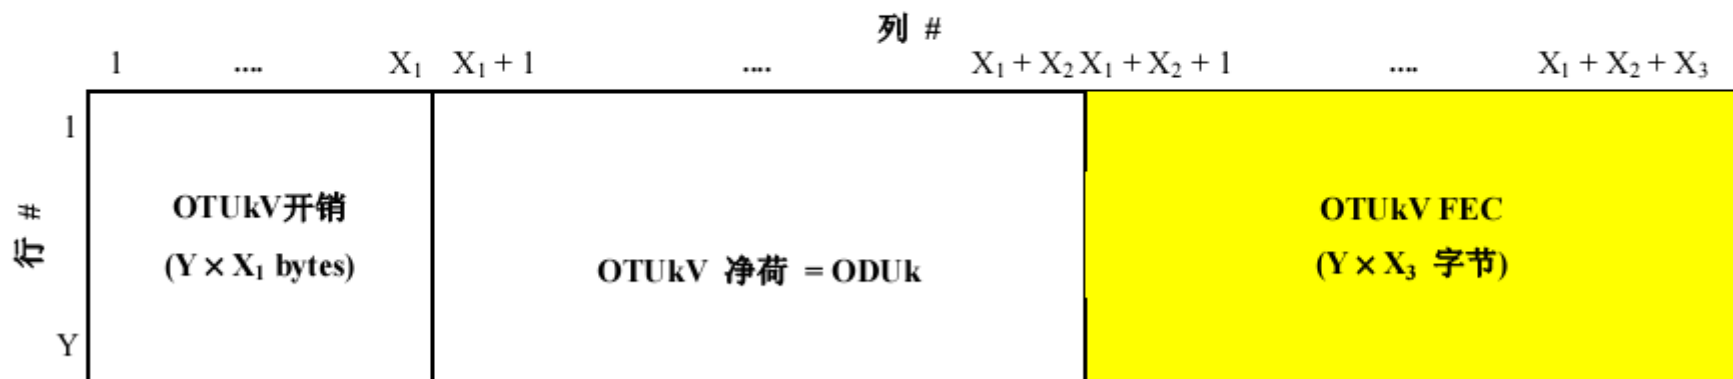 列 #
1 .... X₁ X₁ + 1 .... X₁ + X₂ X₁ + X₂ + 1 .... X₁ + X₂ + X₃
1
行 #
Y
OTUkV开销
(Y × X₁ bytes)
OTUkV 净荷 = ODUk
OTUkV FEC
(Y × X₃ 字节)